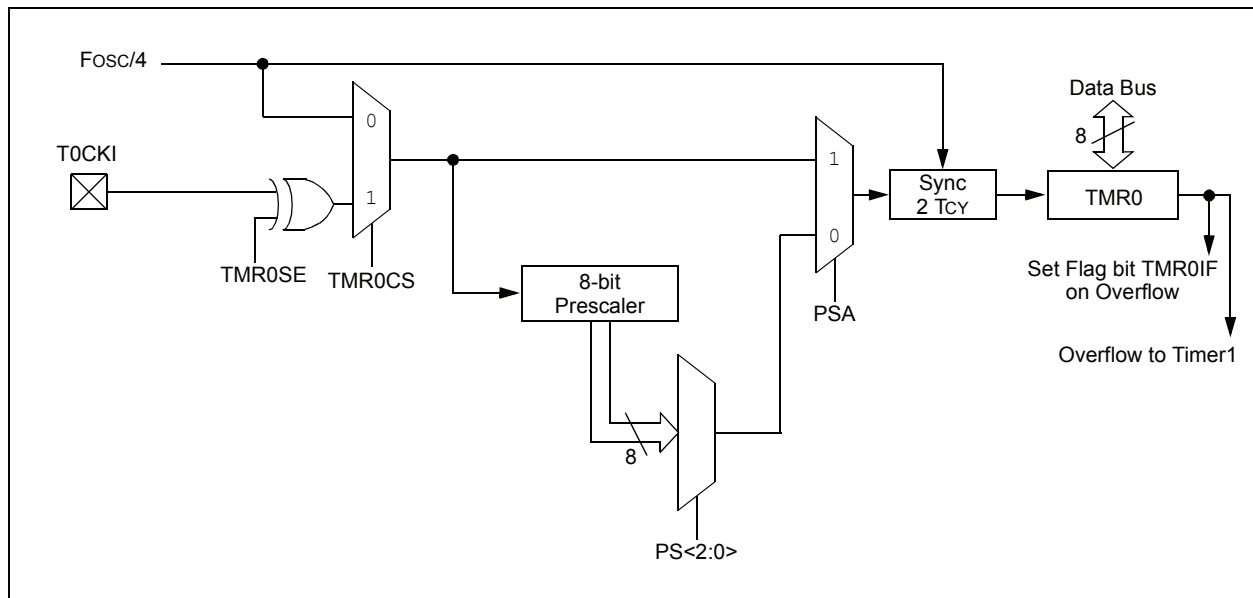 FOSC/4
T0CKI
TMR0SE
TMR0CS
0
1
8-bit
Prescaler
8
PS<2:0>
1
0
PSA
Sync
2 TCY
Data Bus
8
TMR0
Set Flag bit TMR0IF
on Overflow
Overflow to Timer1